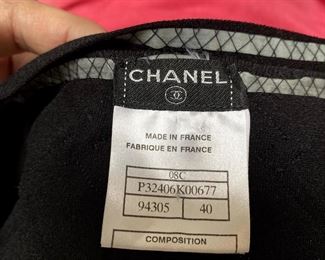 CHANEL
MADE IN FRANCE
FABRIQUE EN FRANCE
08C
P32406K00677
94305 40
COMPOSITION